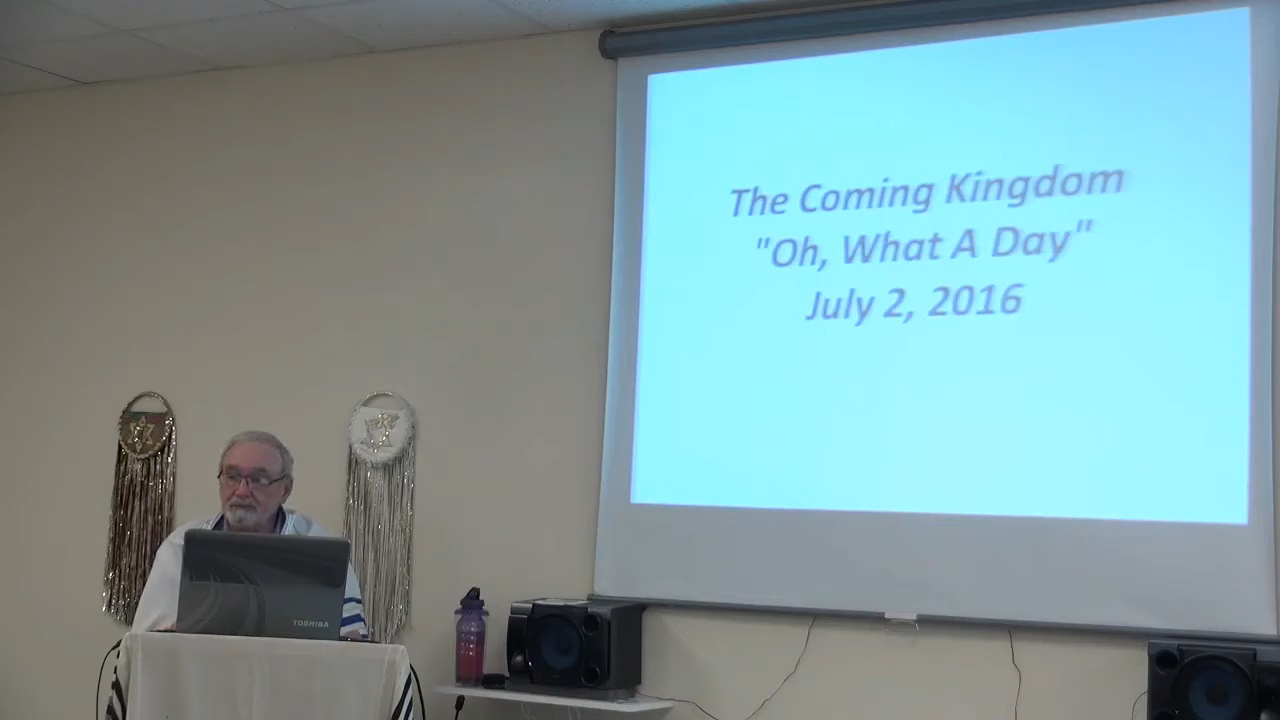 The Coming Kingdom
"Oh, What A Day"
July 2, 2016
TOSHIBA